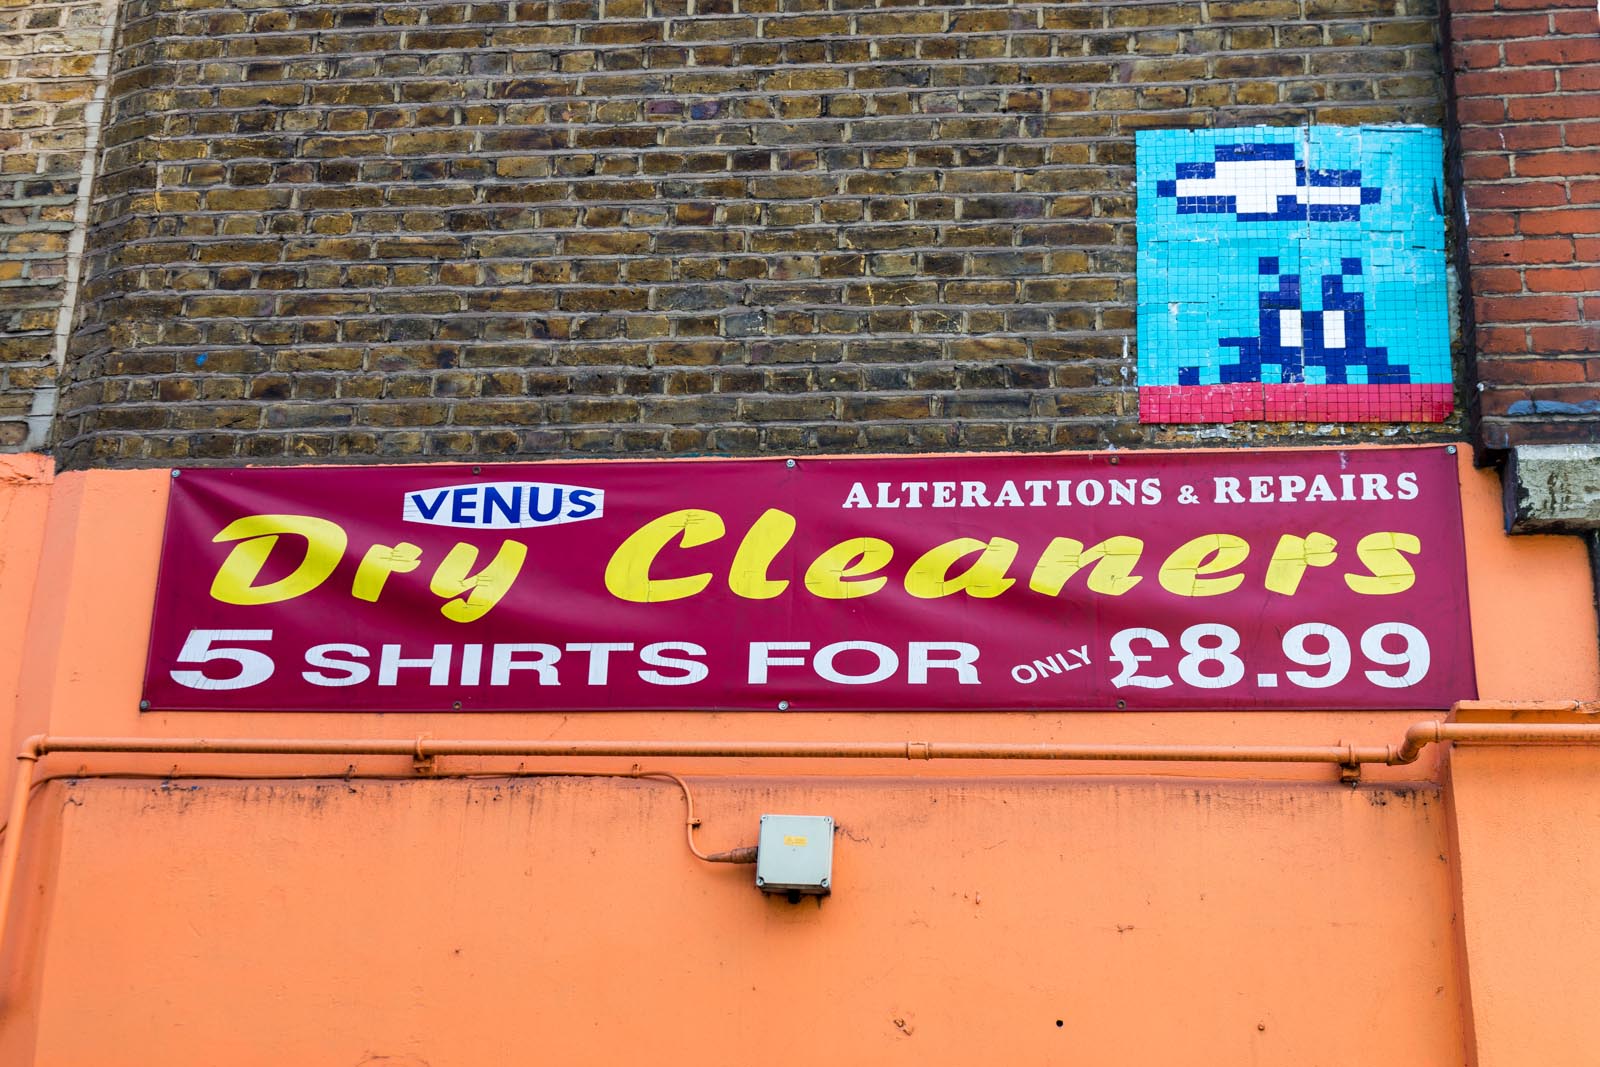 VENUS
ALTERATIONS & REPAIRS
Dry Cleaners
5 SHIRTS FOR ONLY £8.99